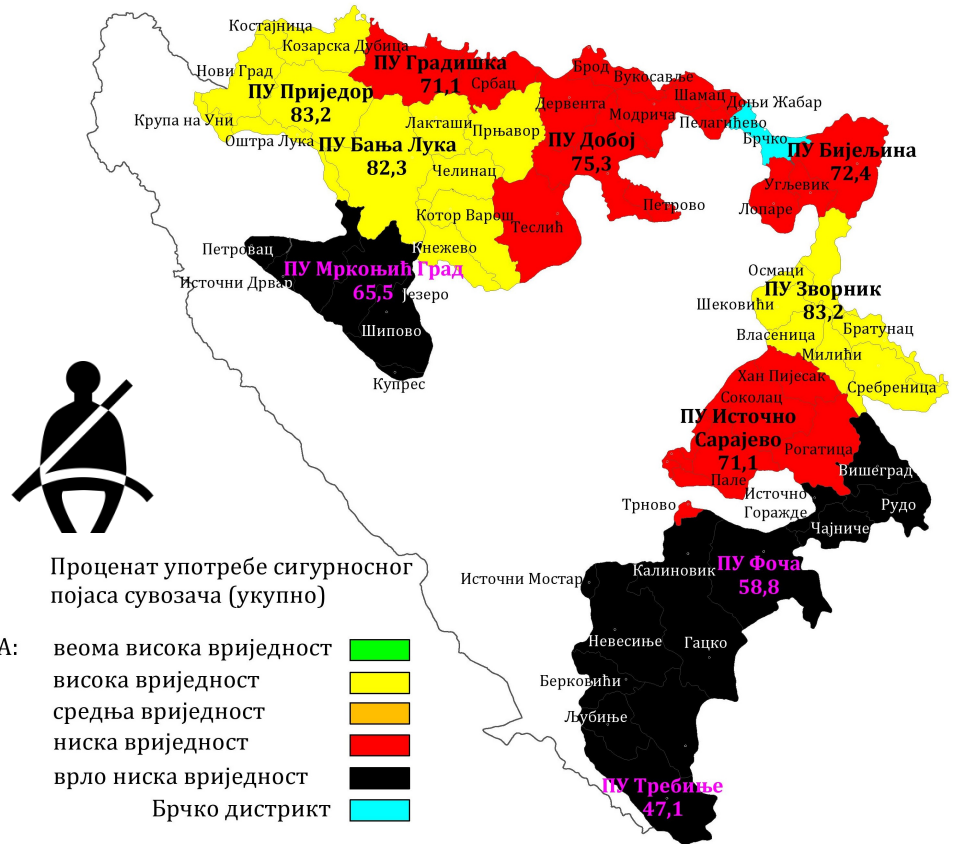 Костајница
Козарска Дубица
Нови Град
ПУ Градишка
71,1
Србац
ПУ Приједор
83,2
Крупа на Уни
Оштра Лука
Брод
Вукосавље
Шамац
Дервента
Модрича
Пелагићево
Доњи Жабар
Брчко
Лакташи
Прњавор
ПУ Бања Лука
82,3
Челинац
Котор Варош
Кнежево
ПУ Добој
75,3
Теслић
Петрово
ПУ Бијељина
72,4
Угљевик
Лопаре
Петровац
Источни Дрвар
ПУ Мркоњић Град
65,5
Језеро
Шипово
Купрес
Осмаци
ПУ Зворник
83,2
Шековићи
Братунац
Власеница
Милићи
Сребреница
Хан Пијесак
Соколац
ПУ Источно
Сарајево
71,1
Рогатица
Пале
Вишеград
Трново
Источно
Горажде
Рудо
Чајниче
Калиновик
ПУ Фоча
58,8
Источни Мостар
Невесиње
Гацко
Берковићи
Љубиње
ПУ Требиње
47,1
Проценат употребе сигурносног
појаса сувозача (укупно)
А:
веома висока вриједност
висока вриједност
средња вриједност
ниска вриједност
врло ниска вриједност
Брчко дистрикт